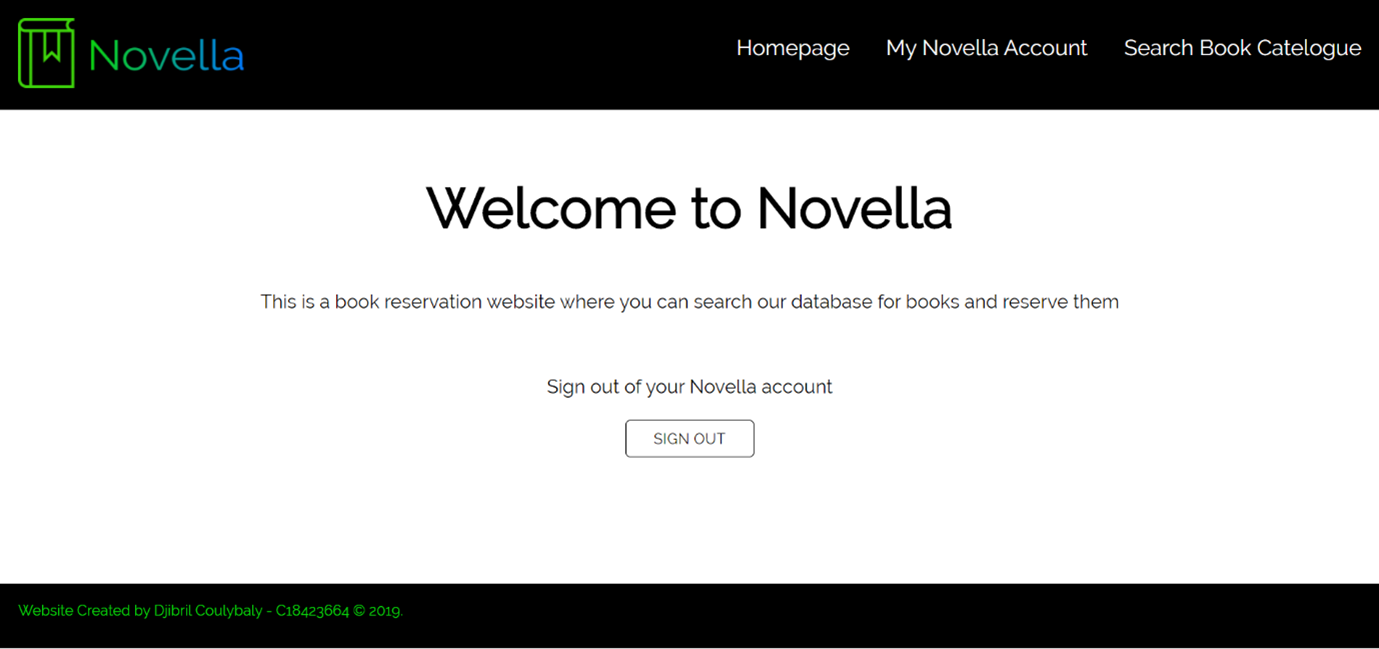 Novella
Homepage My Novella Account Search Book Catelogue
Welcome to Novella
This is a book reservation website where you can search our database for books and reserve them
Sign out of your Novella account
SIGN OUT
Website Created by Djibril Coulybaly - C18423664 © 2019.